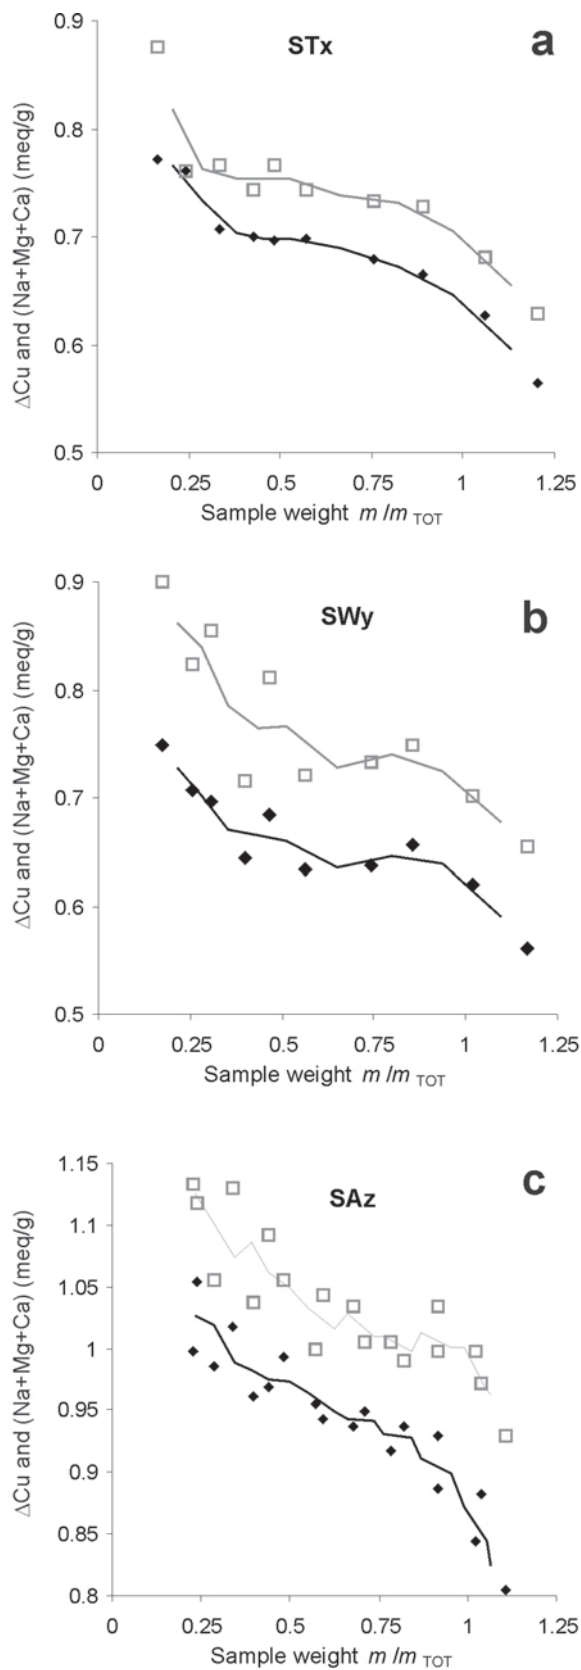 0.9
STx
a
0.8
0.7
0.6
0.5
ΔCu and (Na+Mg+Ca) (meq/g)
0 0.25 0.5 0.75 1 1.25
Sample weight m /m TOT
0.9
SWy
b
0.8
0.7
0.6
0.5
ΔCu and (Na+Mg+Ca) (meq/g)
0 0.25 0.5 0.75 1 1.25
Sample weight m /m TOT
1.15
SAz
c
1.1
1.05
1
0.95
0.9
0.85
0.8
ΔCu and (Na+Mg+Ca) (meq/g)
0 0.25 0.5 0.75 1 1.25
Sample weight m /m TOT